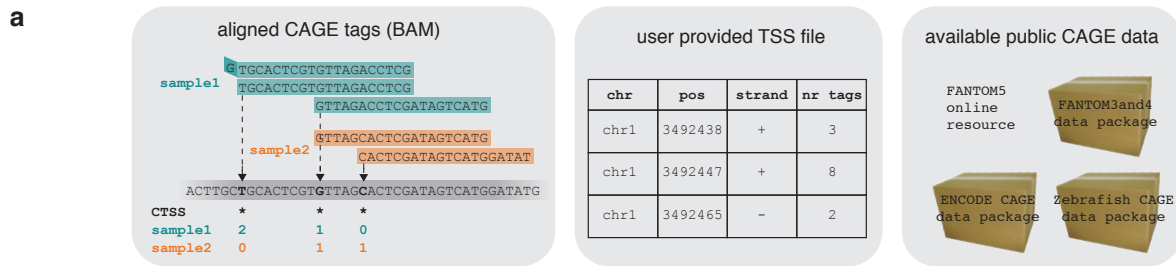 a
aligned CAGE tags (BAM)
GTGCACTCGTGTTAGACCTCG
sample1
TGCACTCGTGTTAGACCTCG
GTTAGACCTCGATAGTCATG
GTTAGCACTCGATAGTCATG
sample2
CACTCGATAGTCATGGATAT
ACTTGCTGCACTCGTGTTAGCACTCGATAGTCATGGATATG
CTSS * * *
sample1 2 1 0
sample2 0 1 1
user provided TSS file
chr pos strand nr tags
chr1 3492438 + 3
chr1 3492447 + 8
chr1 3492465 - 2
available public CAGE data
FANTOM5
online
resource
FANTOM3and4
data package
ENCODE CAGE
data package
Zebrafish CAGE
data package